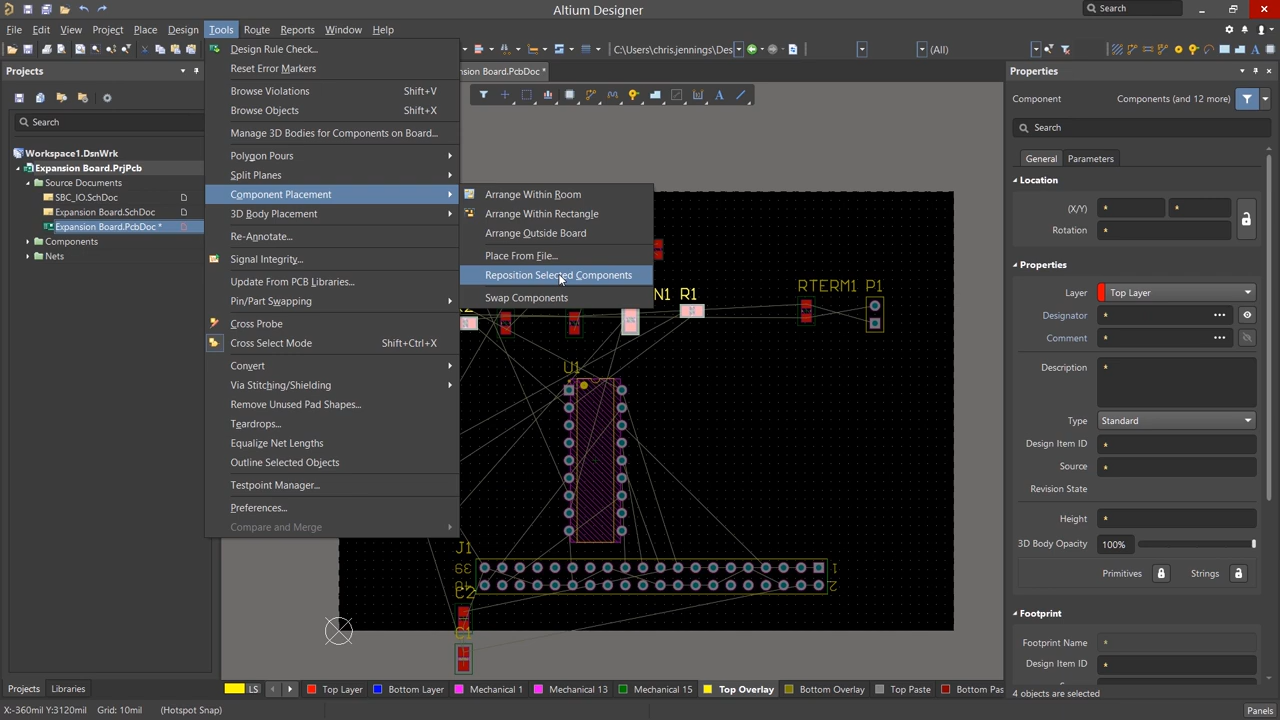 Altium Designer
Search
File Edit View Project Place Design Tools Route Reports Window Help
C:\Users\chris.jennings\Des
(All)
Projects
Search
Workspace1.DsnWrk
Expansion Board.PrjPcb
Source Documents
SBC_IO.SchDoc
Expansion Board.SchDoc
Expansion Board.PcbDoc *
Components
Nets
Design Rule Check...
Reset Error Markers
Browse Violations Shift+V
Browse Objects Shift+X
Manage 3D Bodies for Components on Board...
Polygon Pours
Split Planes
Component Placement
3D Body Placement
Re-Annotate...
Signal Integrity...
Update From PCB Libraries...
Pin/Part Swapping
Cross Probe
Cross Select Mode Shift+Ctrl+X
Convert
Via Stitching/Shielding
Remove Unused Pad Shapes...
Teardrops...
Equalize Net Lengths
Outline Selected Objects
Testpoint Manager...
Preferences...
Compare and Merge
Arrange Within Room
Arrange Within Rectangle
Arrange Outside Board
Place From File...
Reposition Selected Components
Swap Components
nsion Board.PcbDoc *
N1 R1
RTERM1 P1
U1
J1
39
1
2
C2
C1
Properties
Component Components (and 12 more)
Search
General Parameters
Location
(X/Y) * *
Rotation *
Properties
Layer Top Layer
Designator * ...
Comment * ...
Description *
Type Standard
Design Item ID *
Source *
Revision State
Height *
3D Body Opacity 100%
Primitives Strings
Footprint
Footprint Name *
Design Item ID *
4 objects are selected
Projects Libraries
LS Top Layer Bottom Layer Mechanical 1 Mechanical 13 Mechanical 15 Top Overlay Bottom Overlay Top Paste Bottom Pas
X:-360mil Y:3120mil Grid: 10mil (Hotspot Snap)
Panels